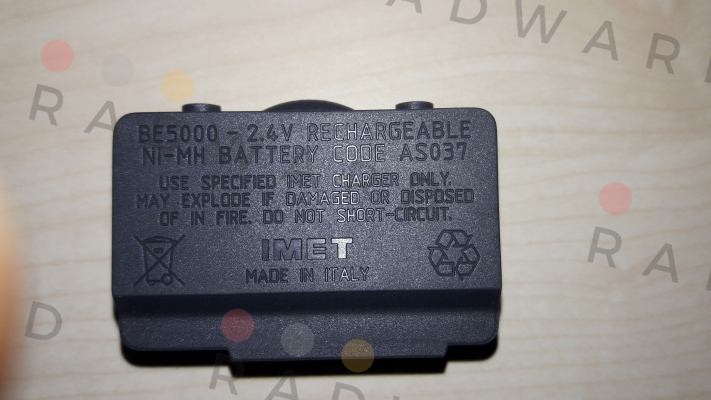 RADWARE
BE5000 - 2.4V RECHARGEABLE
NI-MH BATTERY CODE AS037
USE SPECIFIED IMET CHARGER ONLY.
MAY EXPLODE IF DAMAGED OR DISPOSED
OF IN FIRE. DO NOT SHORT-CIRCUIT.
IMET
MADE IN ITALY